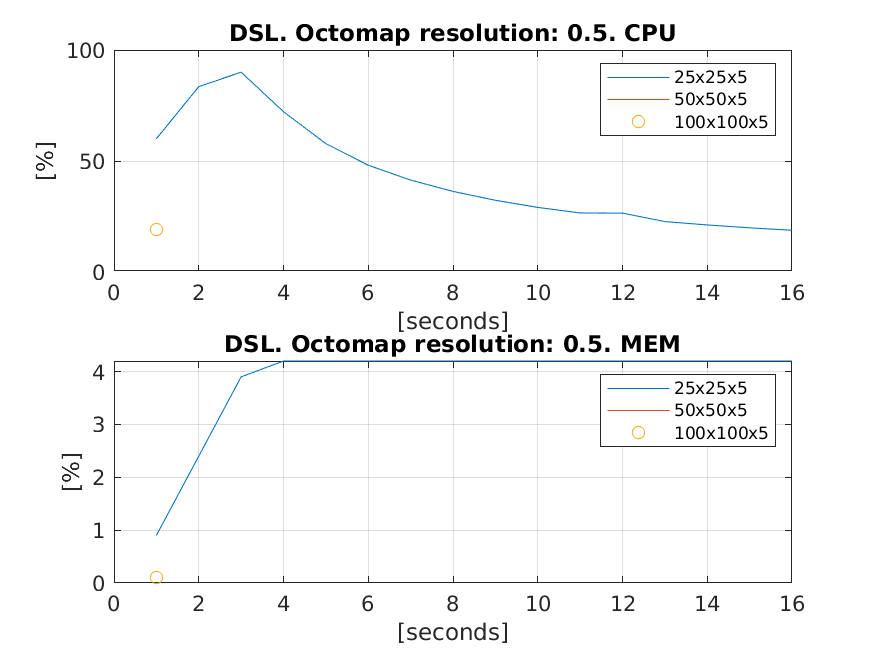 DSL. Octomap resolution: 0.5. CPU
100
50
0
[%]
25x25x5
50x50x5
100x100x5
0 2 4 6 8 10 12 14 16
[seconds]
DSL. Octomap resolution: 0.5. MEM
4
3
2
1
0
[%]
25x25x5
50x50x5
100x100x5
0 2 4 6 8 10 12 14 16
[seconds]